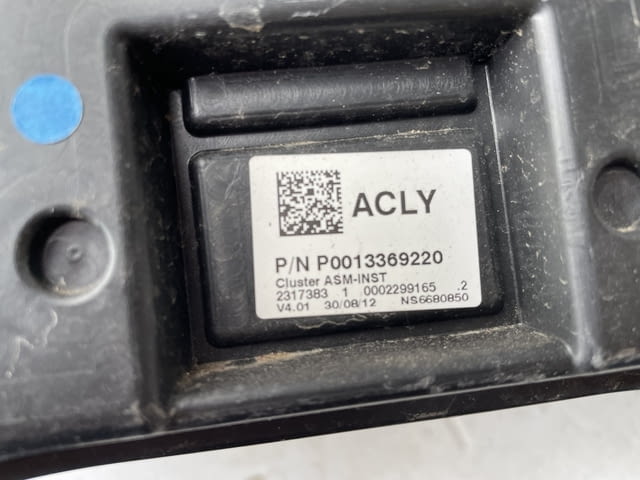 ACLY
P/N P0013369220
Cluster ASM-INST
2317383 1 0002299165 .2
V4.01 30/08/12 NS6680850